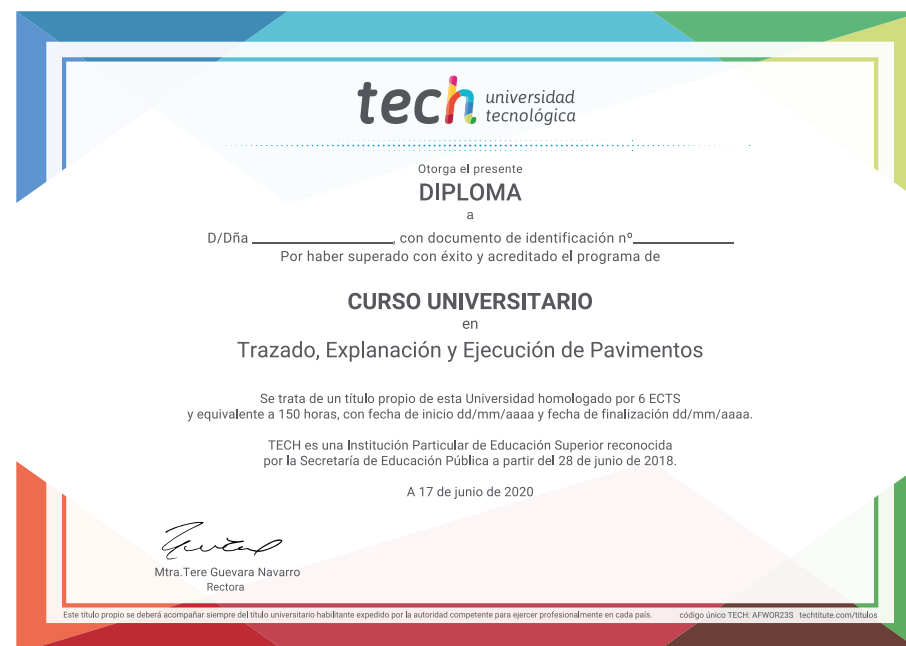 tech universidad
tecnológica
Otorga el presente
DIPLOMA
a
D/Dña ____________________, con documento de identificación nº______________
Por haber superado con éxito y acreditado el programa de
CURSO UNIVERSITARIO
en
Trazado, Explanación y Ejecución de Pavimentos
Se trata de un título propio de esta Universidad homologado por 6 ECTS
y equivalente a 150 horas, con fecha de inicio dd/mm/aaaa y fecha de finalización dd/mm/aaaa.
TECH es una Institución Particular de Educación Superior reconocida
por la Secretaría de Educación Pública a partir del 28 de junio de 2018.
A 17 de junio de 2020
Mtra.Tere Guevara Navarro
Rectora
Este título propio se deberá acompañar siempre del título universitario habilitante expedido por la autoridad competente para ejercer profesionalmente en cada país. código único TECH: AFWOR23S techtitute.com/titulos